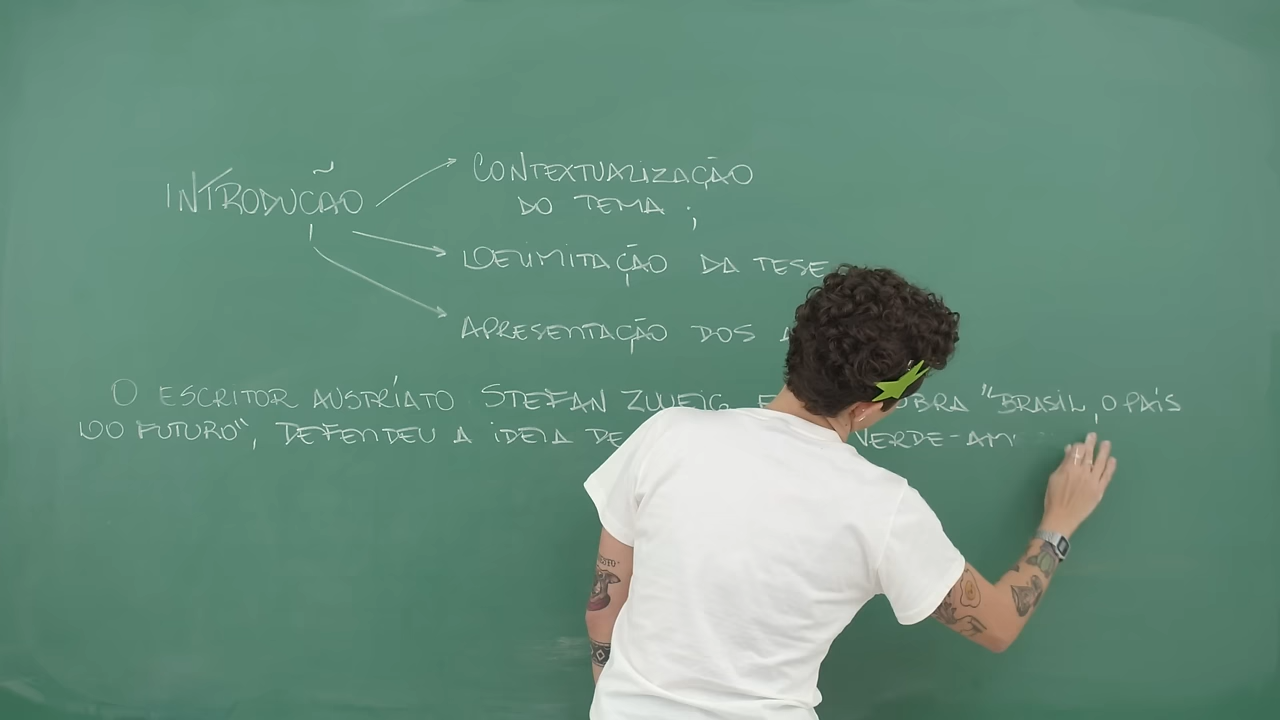 INTRODUÇÃO
CONTEXTUALIZAÇÃO
DO TEMA ;
DELIMITAÇÃO DA TESE
APRESENTAÇÃO DOS
O ESCRITOR AUSTRÍATO STEFAN ZWEIG OBRA "BRASIL, O PAÍS
DO FUTURO", DEFENDEU A IDEIA DE VERDE-AM